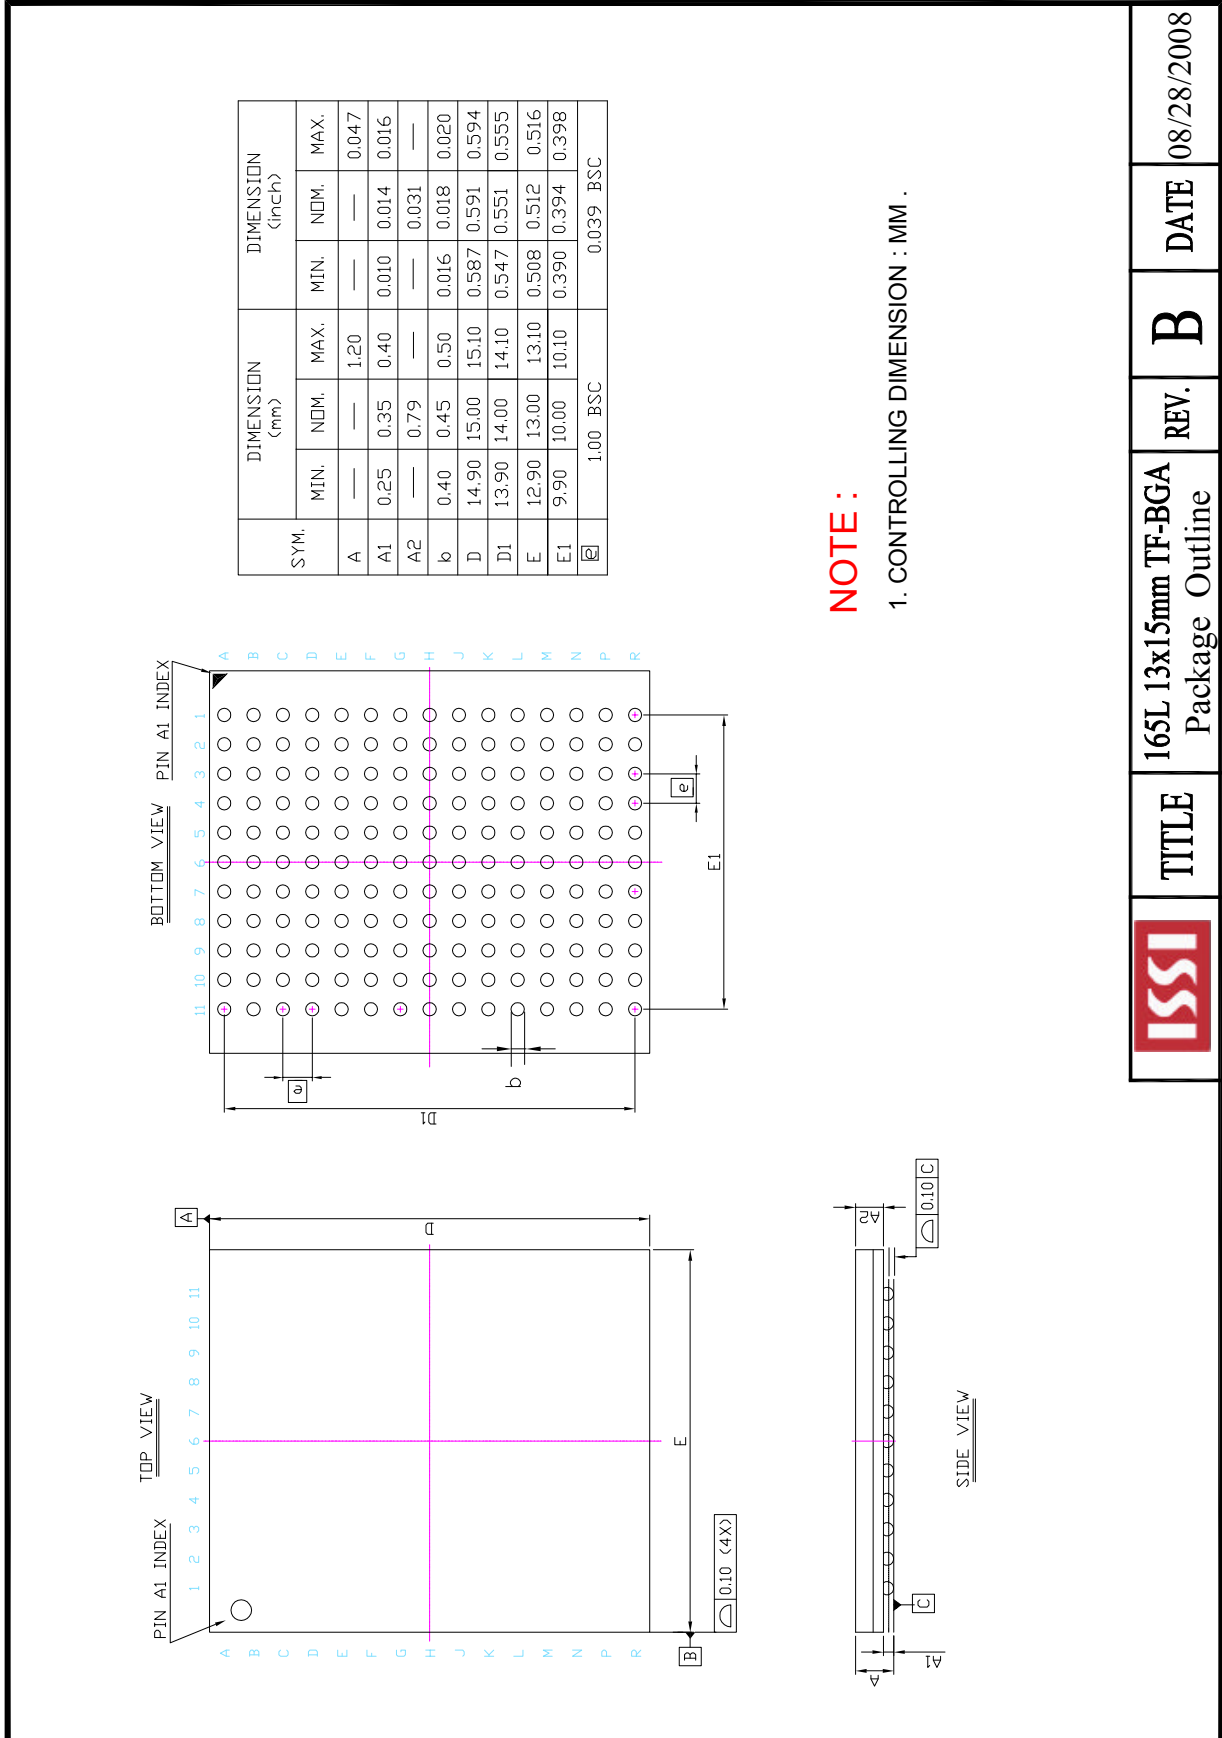 TOP VIEW
PIN A1 INDEX
1 2 3 4 5 6 7 8 9 10 11
A
B
C
D
E
F
G
H
J
K
L
M
N
P
R
A
D
E
B
0.10 (4X)
BOTTOM VIEW
PIN A1 INDEX
11 10 9 8 7 6 5 4 3 2 1
A
B
C
D
E
F
G
H
J
K
L
M
N
P
R
e
b
D1
e
E1
SYM. DIMENSION (mm) DIMENSION (inch)
MIN. NOM. MAX. MIN. NOM. MAX.
A — — 1.20 — — 0.047
A1 0.25 0.35 0.40 0.010 0.014 0.016
A2 — 0.79 — — 0.031 —
b 0.40 0.45 0.50 0.016 0.018 0.020
D 14.90 15.00 15.10 0.587 0.591 0.594
D1 13.90 14.00 14.10 0.547 0.551 0.555
E 12.90 13.00 13.10 0.508 0.512 0.516
E1 9.90 10.00 10.10 0.390 0.394 0.398
e 1.00 BSC 0.039 BSC
A
A1
A2
C
0.10 C
SIDE VIEW
NOTE :
1. CONTROLLING DIMENSION : MM .
ISSI
TITLE
165L 13x15mm TF-BGA
Package Outline
REV.
B
DATE
08/28/2008